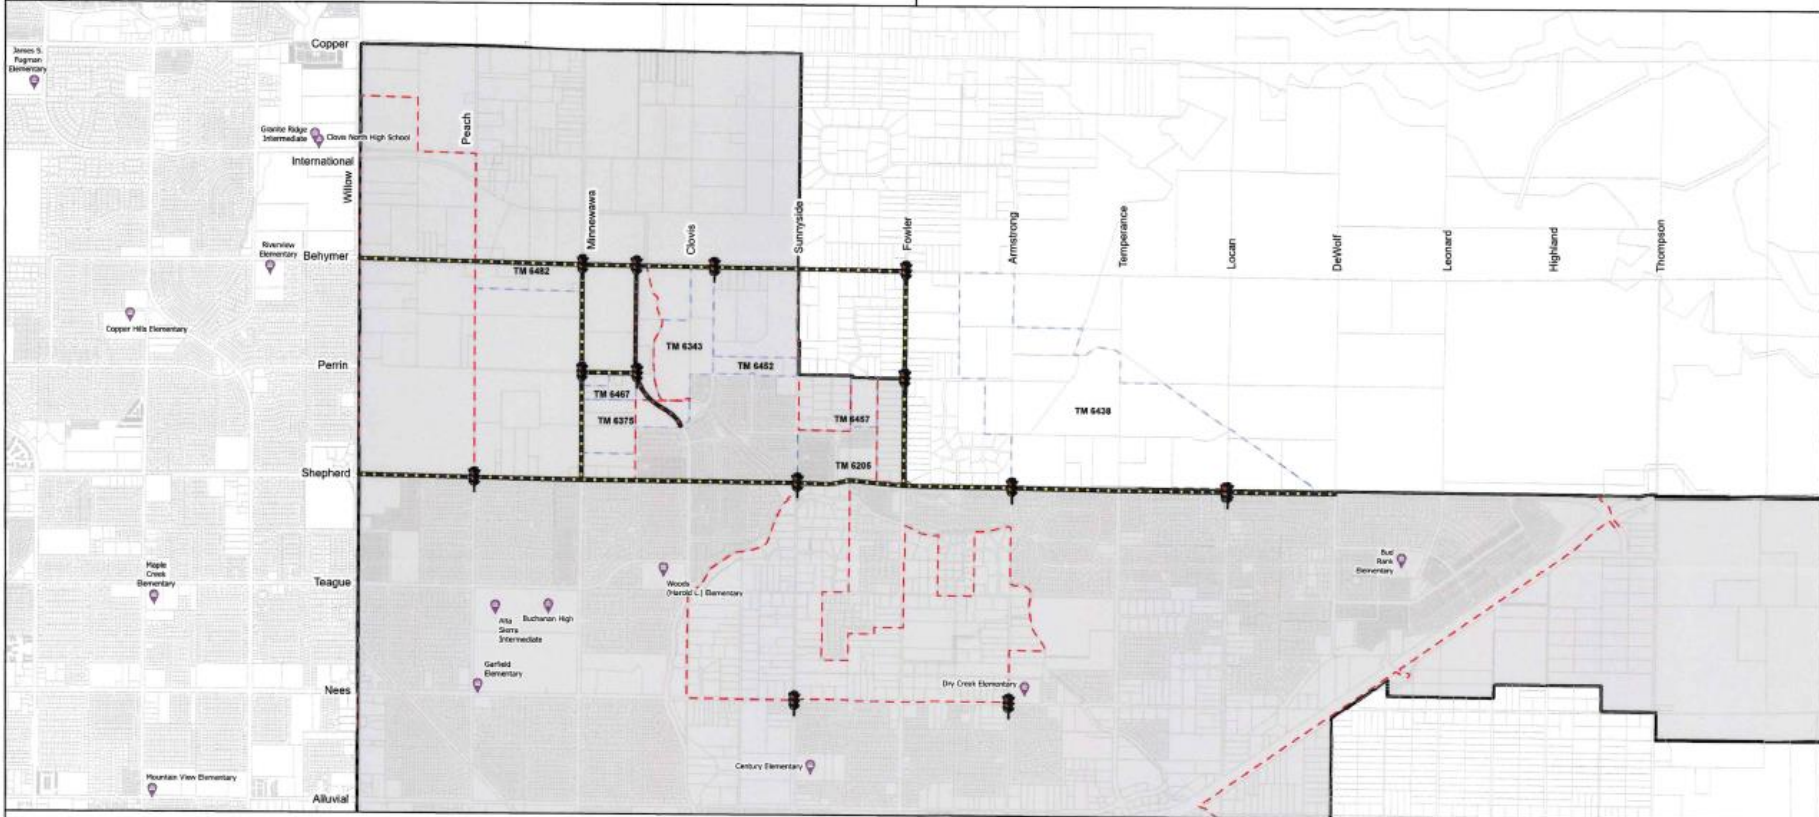 Copper
James S.
Fugman
Elementary
Peach
Granite Ridge
Intermediate
Clovis North High School
International
Willow
Minnewawa
Clovis
Sunnyside
Fowler
Armstrong
Temperance
Locan
DeWolf
Leonard
Highland
Thompson
Riverview
Elementary
Behymer
TM 6482
Copper Hills Elementary
TM 6343
Perrin
TM 6452
TM 6467
TM 6375
TM 6457
TM 6438
Shepherd
TM 6205
Maple
Creek
Elementary
Teague
Woods
(Harold L.) Elementary
Bud
Rank
Elementary
Alta
Sierra
Intermediate
Buchanan High
Garfield
Elementary
Nees
Dry Creek Elementary
Century Elementary
Mountain View Elementary
Alluvial